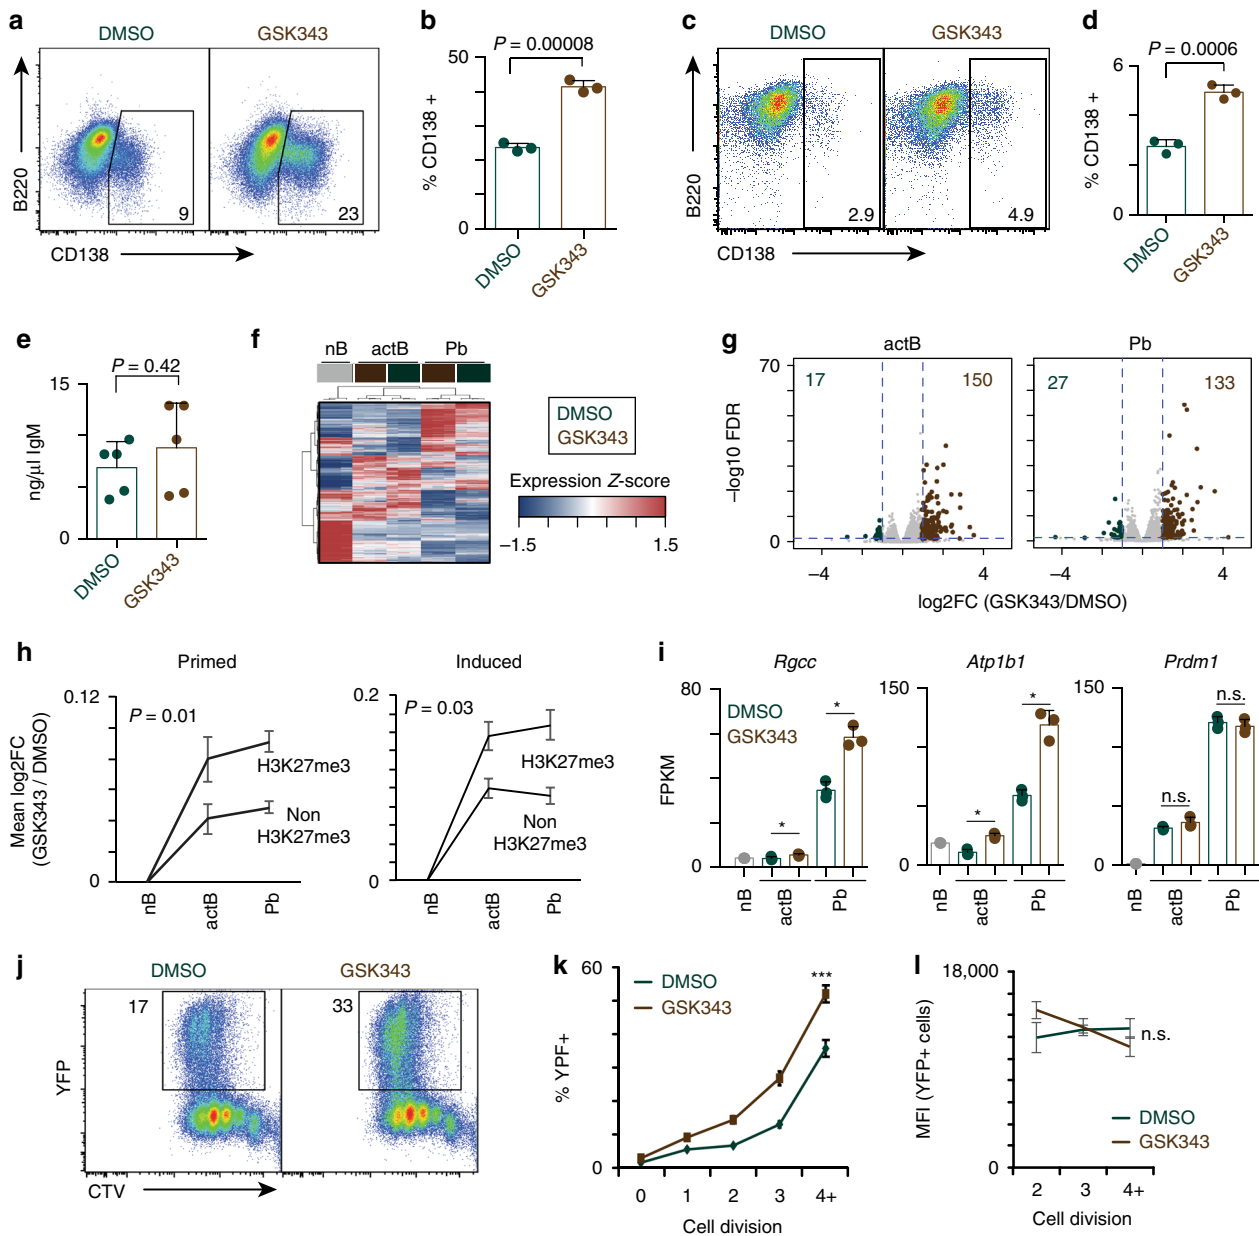 a
DMSO
GSK343
B220
9
23
CD138
b
P = 0.00008
50
0
% CD138 +
DMSO
GSK343
c
DMSO
GSK343
B220
2.9
4.9
CD138
d
P = 0.0006
6
0
% CD138 +
DMSO
GSK343
e
P = 0.42
15
0
ng/μl IgM
DMSO
GSK343
f
nB
actB
Pb
DMSO
GSK343
Expression Z-score
−1.5
1.5
g
actB
Pb
70
0
−log10 FDR
17
150
27
133
−4
4
−4
4
log2FC (GSK343/DMSO)
h
Primed
Induced
Mean log2FC
(GSK343 / DMSO)
0.12
0
P = 0.01
H3K27me3
Non
H3K27me3
nB
actB
Pb
0.2
0
P = 0.03
H3K27me3
Non
H3K27me3
nB
actB
Pb
i
Rgcc
Atp1b1
Prdm1
FPKM
80
0
DMSO
GSK343
*
*
nB
actB
Pb
150
0
*
*
nB
actB
Pb
150
0
n.s.
n.s.
nB
actB
Pb
j
DMSO
GSK343
YFP
17
33
CTV
k
60
0
% YPF+
DMSO
GSK343
***
0
1
2
3
4+
Cell division
l
18,000
0
MFI (YFP+ cells)
n.s.
DMSO
GSK343
2
3
4+
Cell division